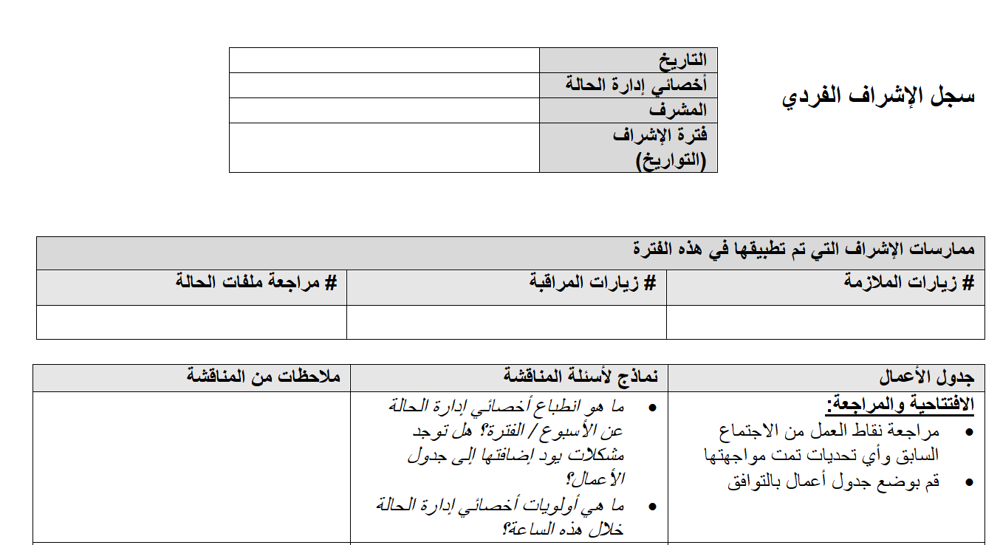 سجل الإشراف الفردي
التاريخ
أخصائي إدارة الحالة
المشرف
فترة الإشراف
(التواريخ)
ممارسات الإشراف التي تم تطبيقها في هذه الفترة
# زيارات الملازمة
# زيارات المراقبة
# مراجعة ملفات الحالة
جدول الأعمال
نماذج لأسئلة المناقشة
ملاحظات من المناقشة
الافتتاحية والمراجعة:
• مراجعة نقاط العمل من الاجتماع
السابق وأي تحديات تمت مواجهتها
• قم بوضع جدول أعمال بالتوافق
• ما هو انطباع أخصائي إدارة الحالة
عن الأسبوع / الفترة؟ هل توجد
مشكلات يود إضافتها إلى جدول
الأعمال؟
• ما هي أولويات أخصائي إدارة الحالة
خلال هذه الساعة؟